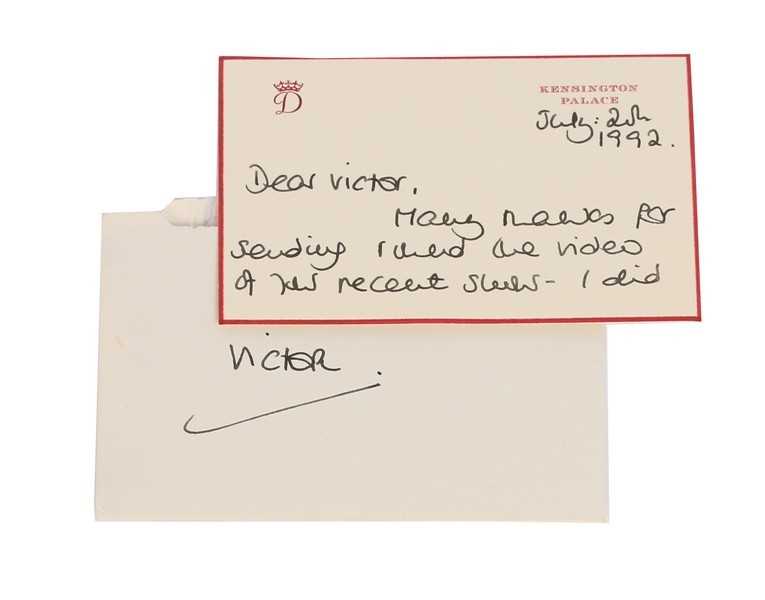 D
KENSINGTON
PALACE
July: 20th
1992.
Dear Victor,
Many thanks for
sending round the video
of your recent show - I did
Victor.